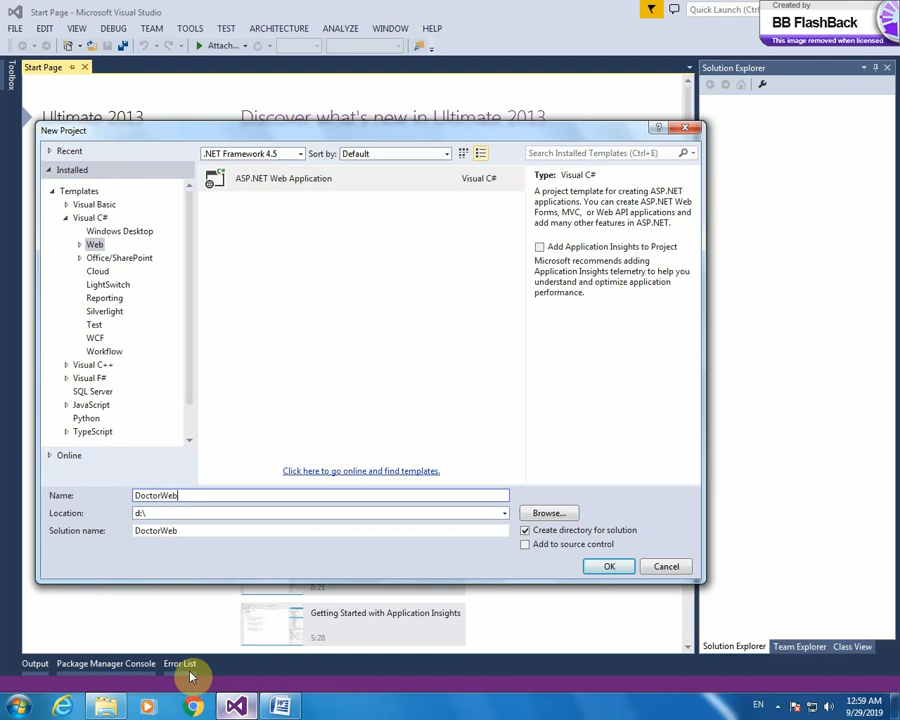 Start Page - Microsoft Visual Studio
Quick Launch (Ctrl
Created by
BB FlashBack
This image removed when licensed
FILE EDIT VIEW DEBUG TEAM TOOLS TEST ARCHITECTURE ANALYZE WINDOW HELP
Attach...
Toolbox
Start Page
Solution Explorer
Ultimate 2013
Discover what's new in Ultimate 2013
New Project
Recent
.NET Framework 4.5
Sort by: Default
Search Installed Templates (Ctrl+E)
Installed
Templates
Visual Basic
Visual C#
Windows Desktop
Web
Office/SharePoint
Cloud
LightSwitch
Reporting
Silverlight
Test
WCF
Workflow
Visual C++
Visual F#
SQL Server
JavaScript
Python
TypeScript
Online
ASP.NET Web Application
Visual C#
Click here to go online and find templates.
Type: Visual C#
A project template for creating ASP.NET
applications. You can create ASP.NET Web
Forms, MVC, or Web API applications and
add many other features in ASP.NET.
Add Application Insights to Project
Microsoft recommends adding
Application Insights telemetry to help you
understand and optimize application
performance.
Name: DoctorWeb
Location: d:\
Browse...
Solution name: DoctorWeb
Create directory for solution
Add to source control
OK
Cancel
8:21
Getting Started with Application Insights
5:28
Solution Explorer Team Explorer Class View
Output Package Manager Console Error List
EN
12:59 AM
9/29/2019